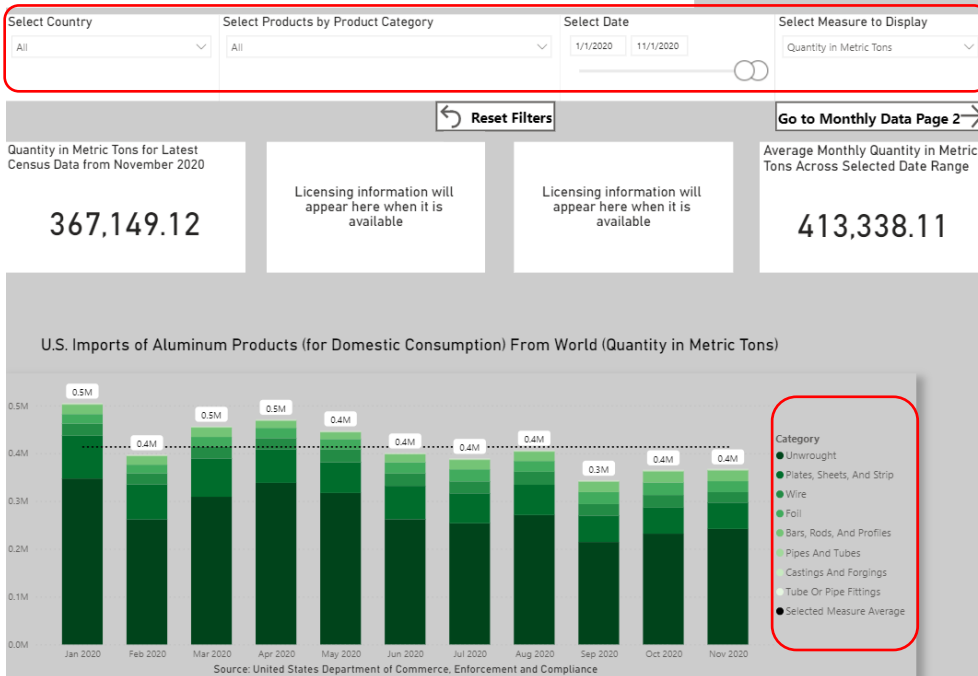 Select Country
Select Products by Product Category
Select Date
Select Measure to Display
All
All
1/1/2020
11/1/2020
Quantity in Metric Tons
Reset Filters
Go to Monthly Data Page 2
Quantity in Metric Tons for Latest
Census Data from November 2020
367,149.12
Licensing information will
appear here when it is
available
Licensing information will
appear here when it is
available
Average Monthly Quantity in Metric
Tons Across Selected Date Range
413,338.11
U.S. Imports of Aluminum Products (for Domestic Consumption) From World (Quantity in Metric Tons)
0.5M
0.4M
0.3M
0.2M
0.1M
0.0M
0.5M
0.4M
0.5M
0.5M
0.4M
0.4M
0.4M
0.4M
0.3M
0.4M
0.4M
Jan 2020
Feb 2020
Mar 2020
Apr 2020
May 2020
Jun 2020
Jul 2020
Aug 2020
Sep 2020
Oct 2020
Nov 2020
Category
Unwrought
Plates, Sheets, And Strip
Wire
Foil
Bars, Rods, And Profiles
Pipes And Tubes
Castings And Forgings
Tube Or Pipe Fittings
Selected Measure Average
Source: United States Department of Commerce, Enforcement and Compliance